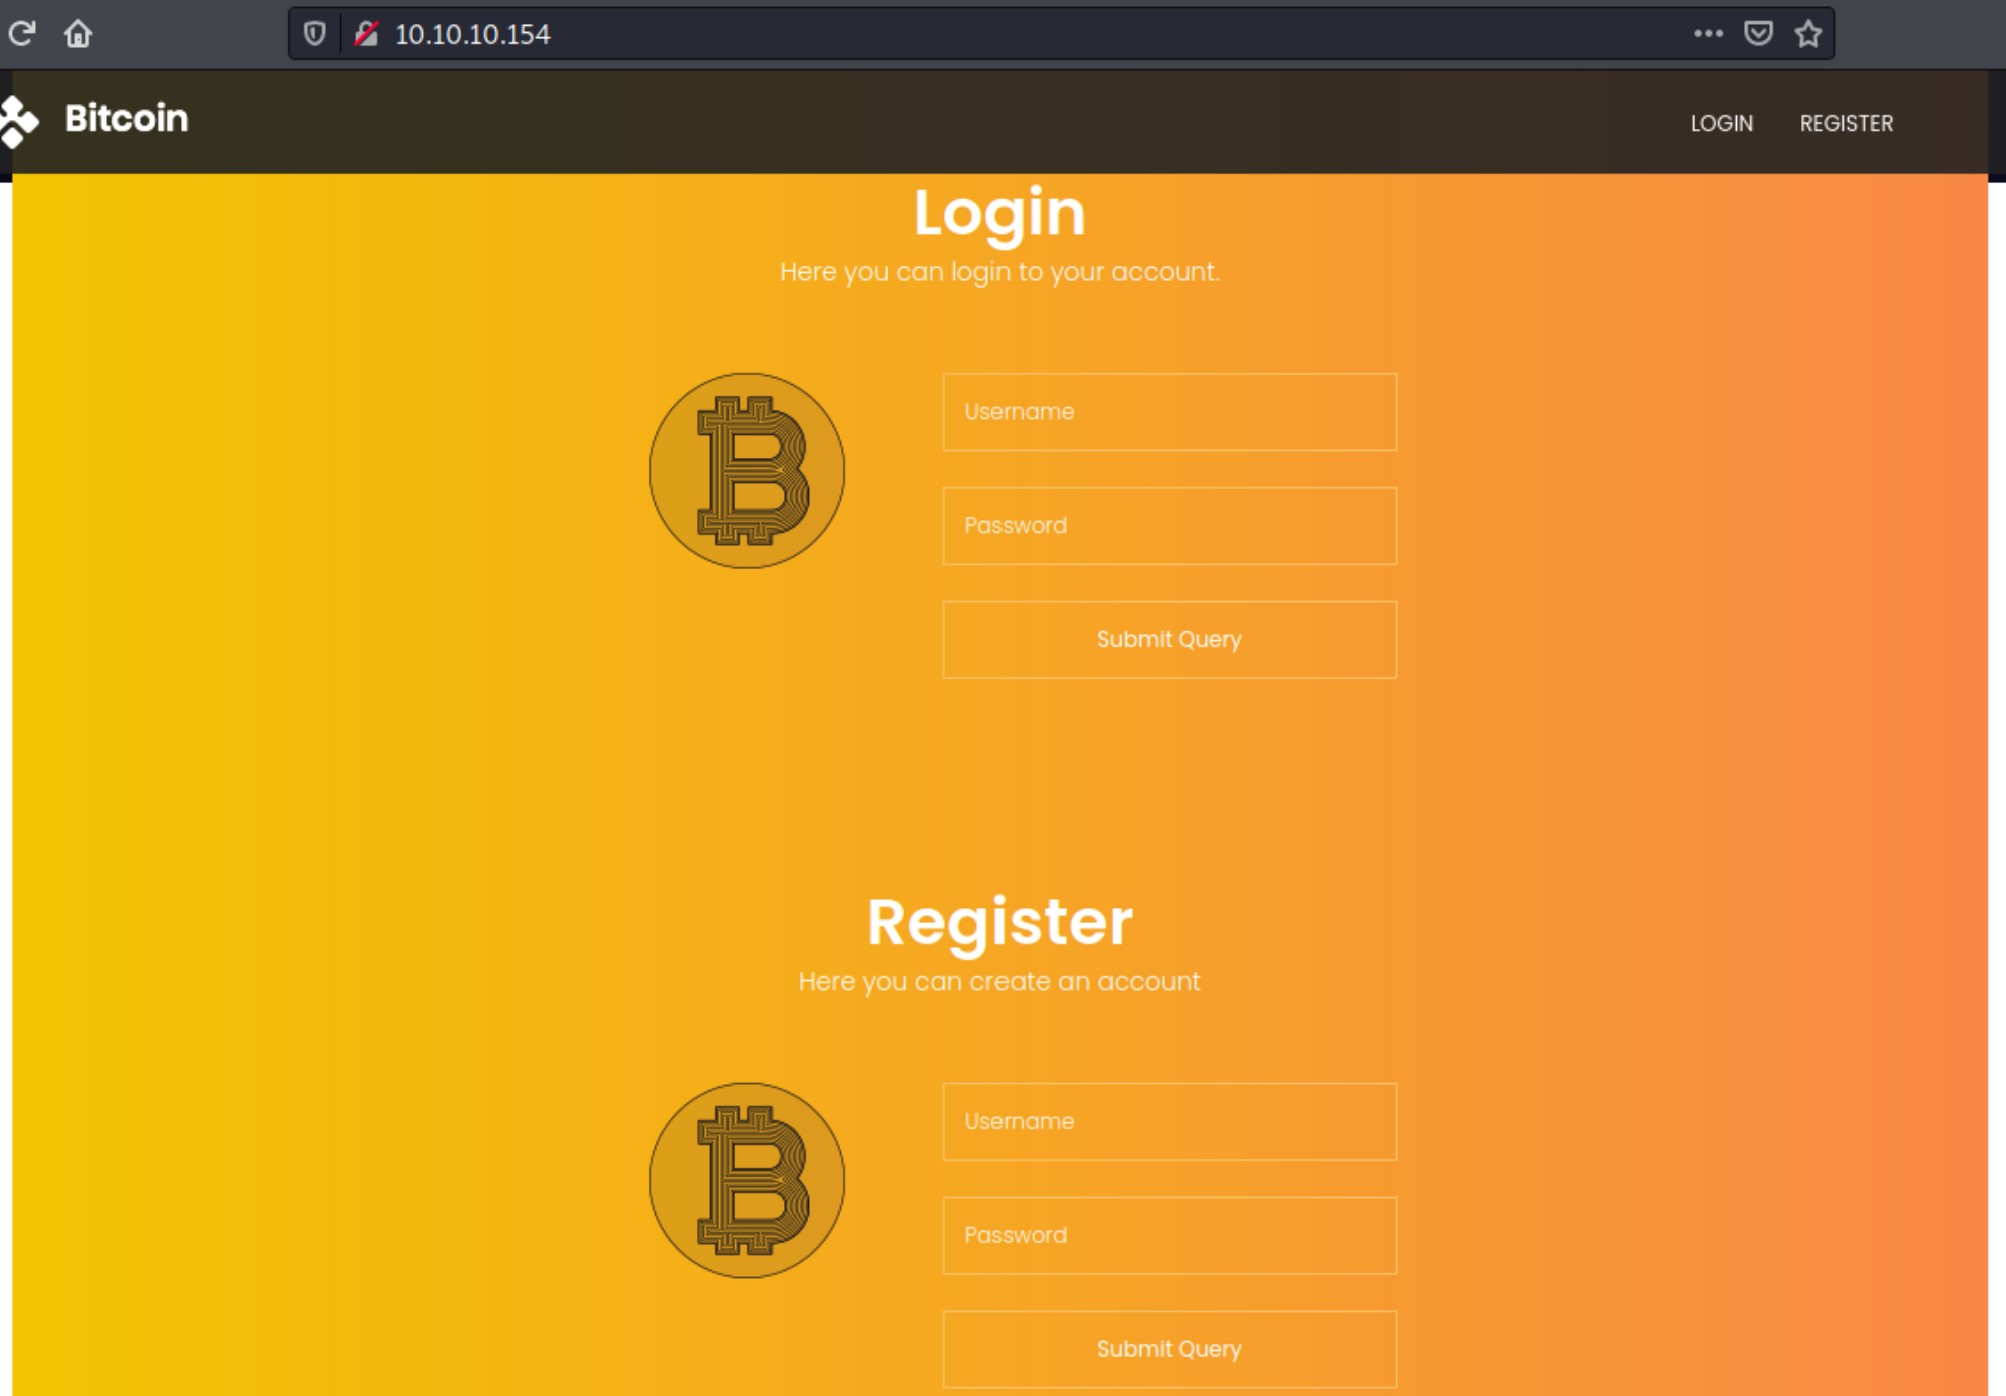 10.10.10.154
Bitcoin
LOGIN REGISTER
Login
Here you can login to your account.
Username
Password
Submit Query
Register
Here you can create an account
Username
Password
Submit Query